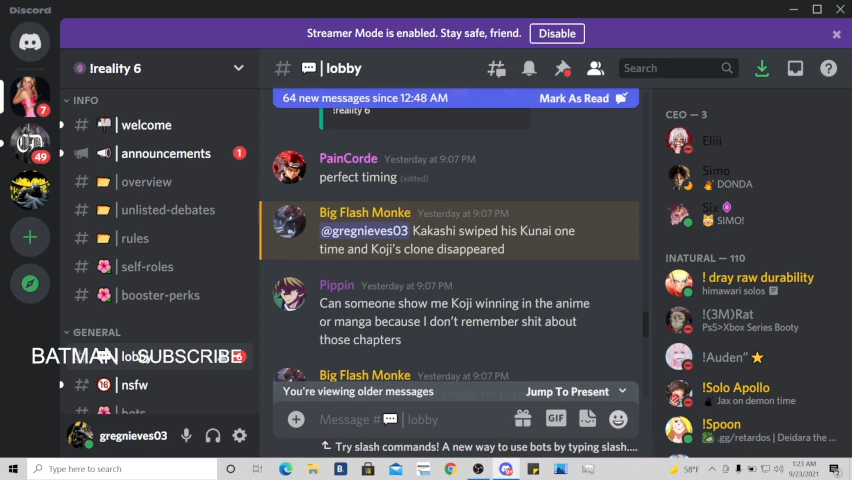 Discord
Streamer Mode is enabled. Stay safe, friend.
Disable
!reality 6
INFO
welcome
announcements
1
overview
unlisted-debates
rules
self-roles
booster-perks
GENERAL
BATMAN SUBSCRIBE
lobby
nsfw
bots
7
49
gregnieves03
lobby
Search
64 new messages since 12:48 AM
Mark As Read
!reality 6
PainCorde Yesterday at 9:07 PM
perfect timing (edited)
Big Flash Monke Yesterday at 9:07 PM
@gregnieves03 Kakashi swiped his Kunai one
time and Koji's clone disappeared
Pippin Yesterday at 9:07 PM
Can someone show me Koji winning in the anime
or manga because I don't remember shit about
those chapters
Big Flash Monke Yesterday at 9:07 PM
You're viewing older messages
Jump To Present
Message # | lobby
GIF
Try slash commands! A new way to use bots by typing slash....
CEO — 3
Eliii
Simo
DONDA
Six
SIMO!
INATURAL — 110
! dray raw durability
himawari solos
!(3M)Rat
Ps5>Xbox Series Booty
!Auden"
!Solo Apollo
Jax on demon time
!Spoon
.gg/retardos | Deidara the ...
Type here to search
58°F
1:23 AM
9/23/2021